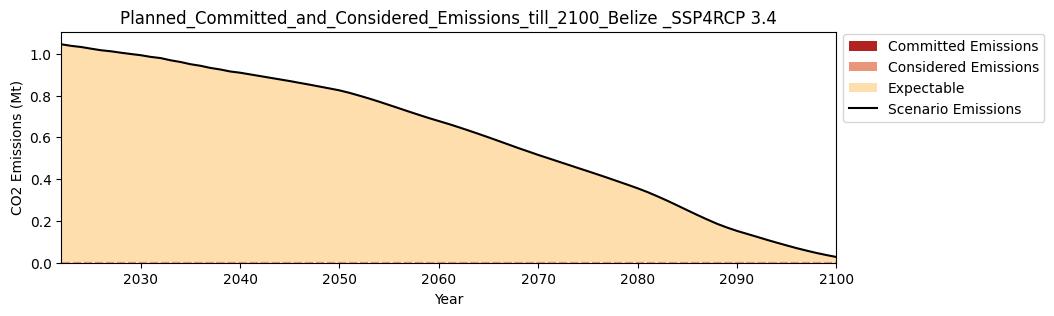 Planned_Committed_and_Considered_Emissions_till_2100_Belize _SSP4RCP 3.4
CO2 Emissions (Mt)
1.0
0.8
0.6
0.4
0.2
0.0
2030 2040 2050 2060 2070 2080 2090 2100
Year
Committed Emissions
Considered Emissions
Expectable
Scenario Emissions